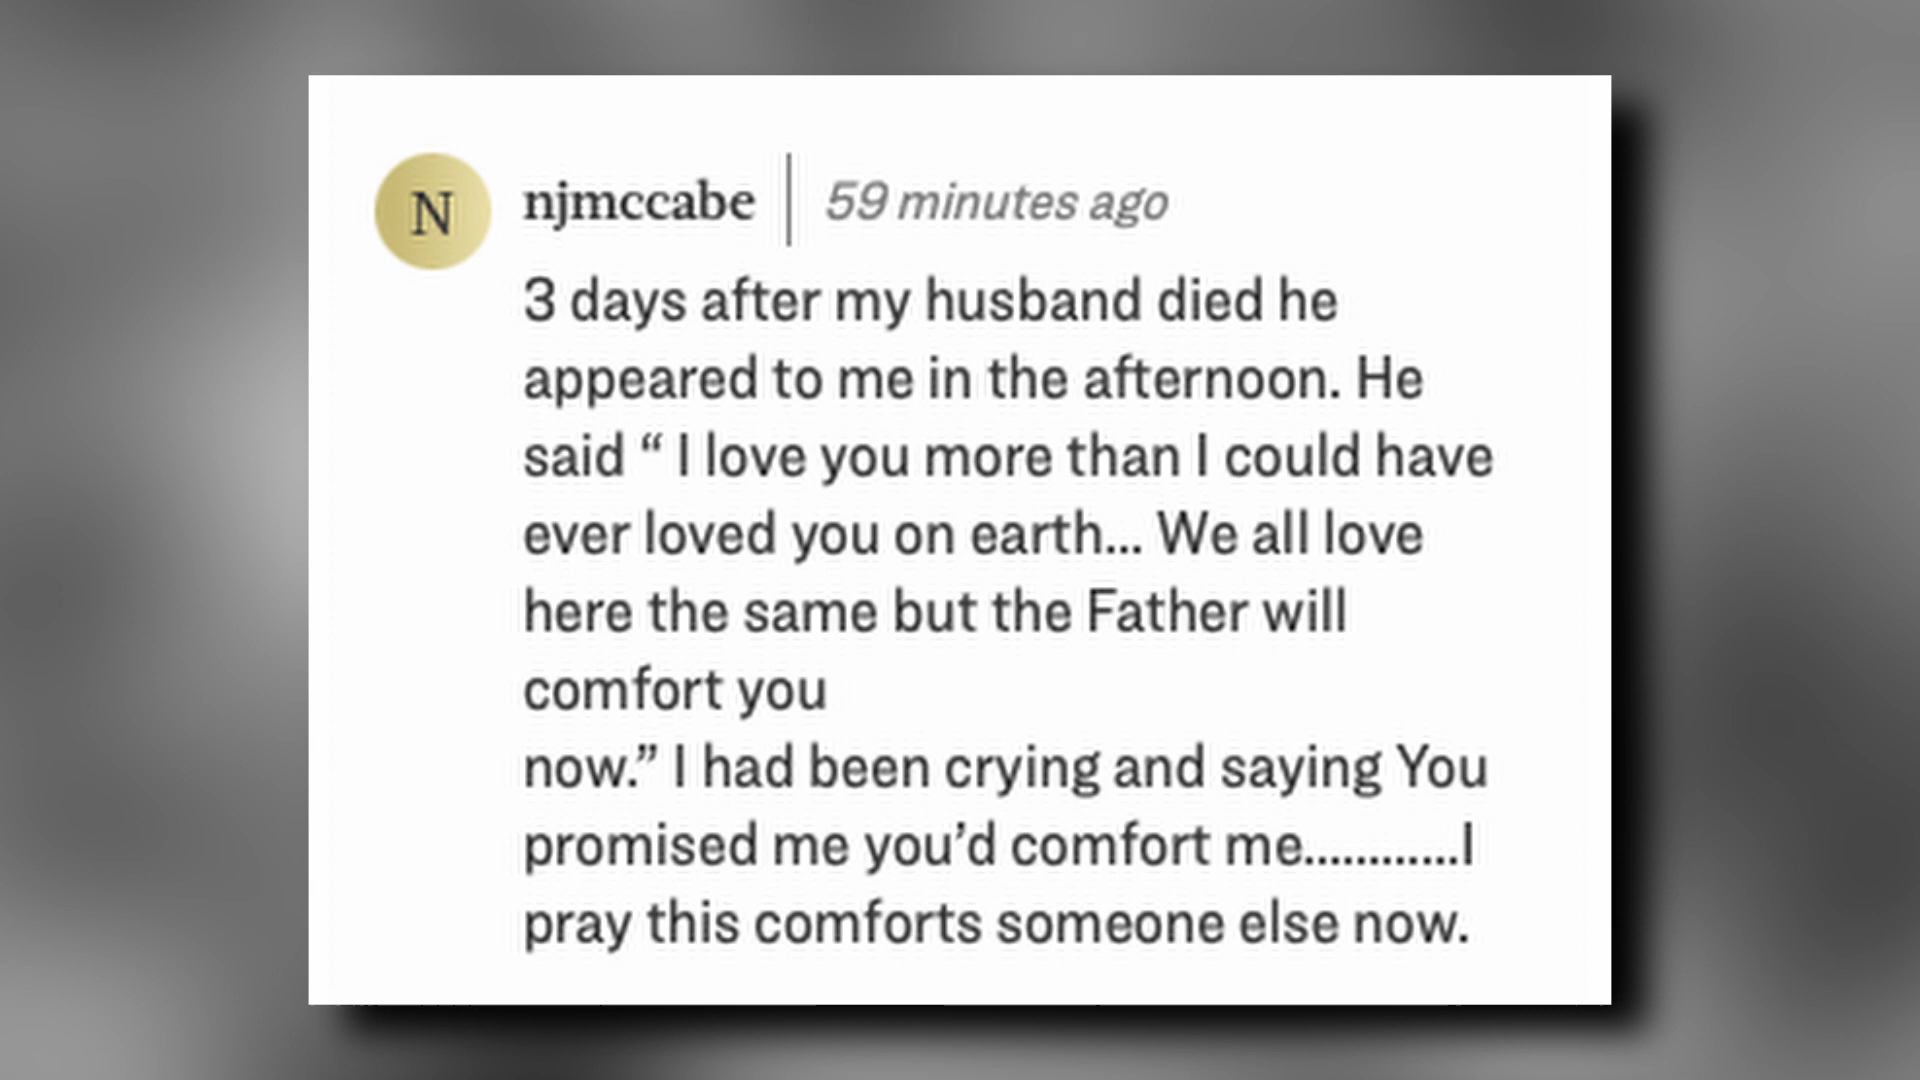 N
njmccabe | 59 minutes ago
3 days after my husband died he
appeared to me in the afternoon. He
said “ I love you more than I could have
ever loved you on earth... We all love
here the same but the Father will
comfort you
now.” I had been crying and saying You
promised me you’d comfort me............I
pray this comforts someone else now.